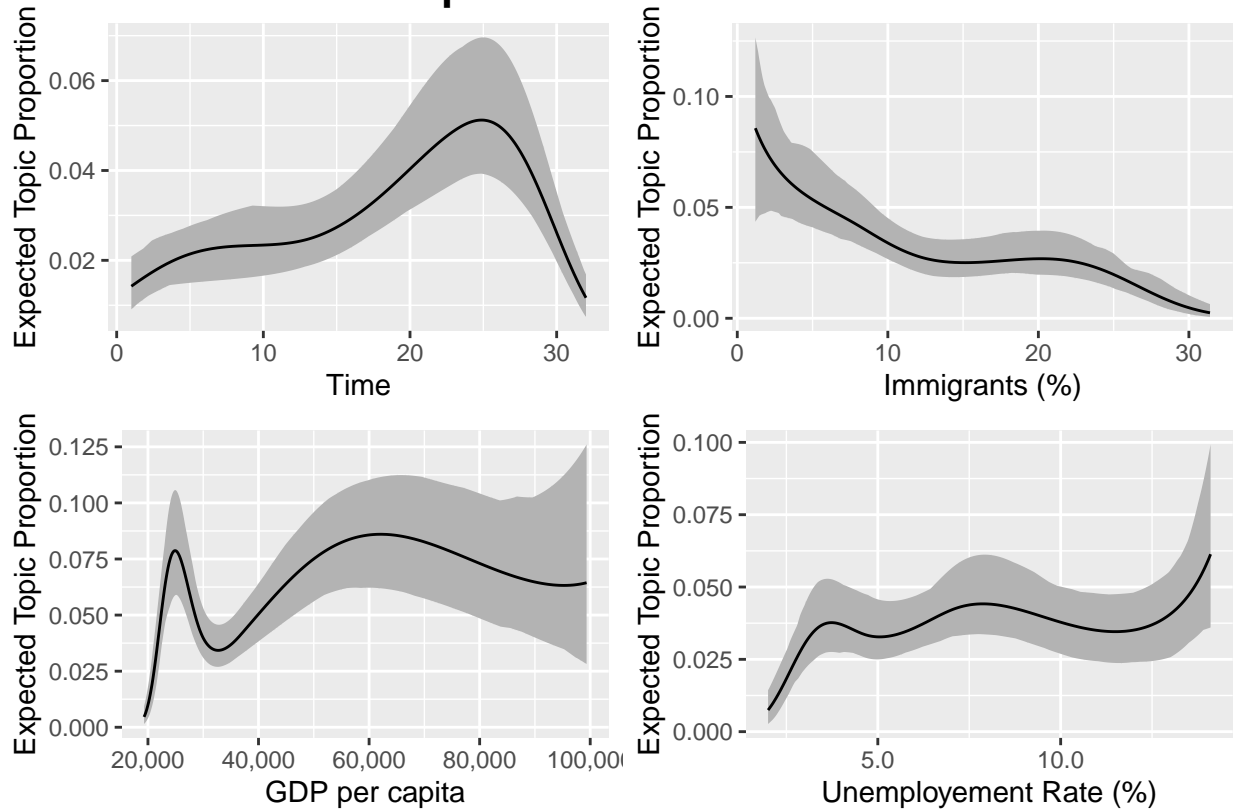 Expected Topic Proportion
0.06
0.04
0.02
0 10 20 30
Time
Expected Topic Proportion
0.10
0.05
0.00
0 10 20 30
Immigrants (%)
Expected Topic Proportion
0.125
0.100
0.075
0.050
0.025
0.000
20,000 40,000 60,000 80,000
GDP per capita
Expected Topic Proportion
0.100
0.075
0.050
0.025
0.000
5.0 10.0
Unemployement Rate (%)